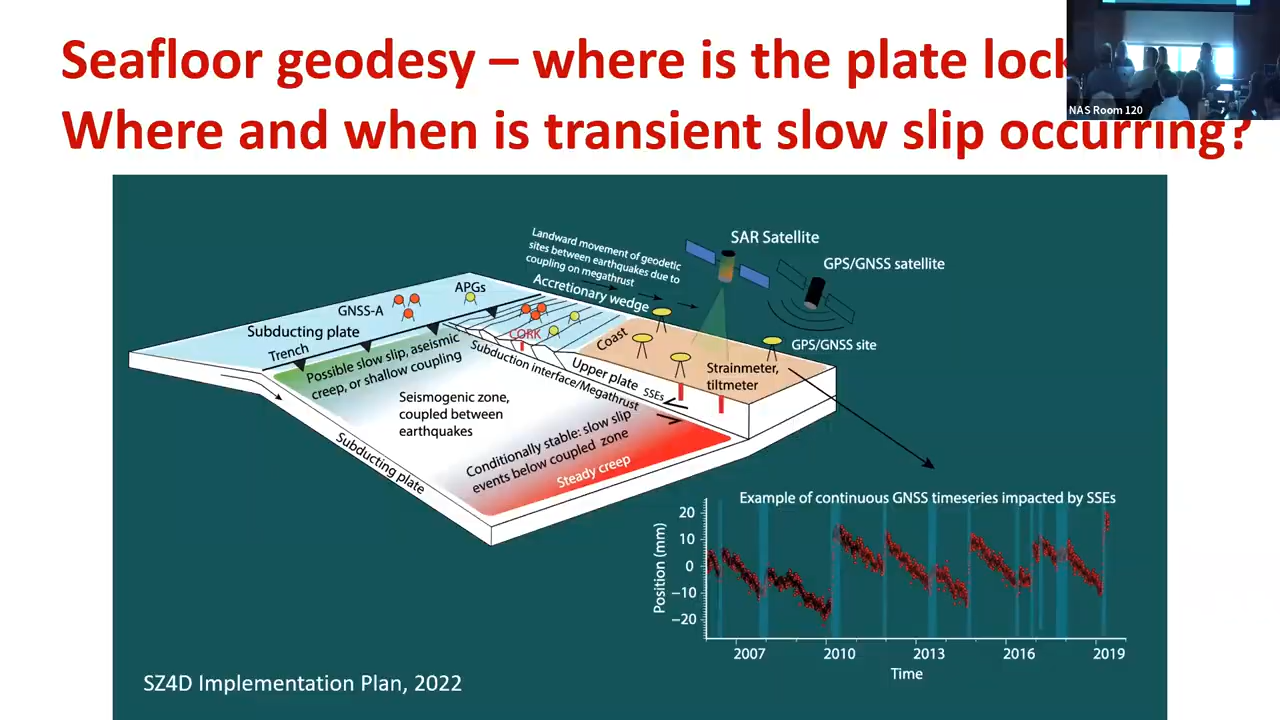 Seafloor geodesy – where is the plate lock
Where and when is transient slow slip occurring?
NAS Room 120
Landward movement of geodetic
sites between earthquakes due to
coupling on megathrust
SAR Satellite
GPS/GNSS satellite
Accretionary wedge
APGs
GNSS-A
Subducting plate
Trench
CORK
Coast
GPS/GNSS site
Possible slow slip, aseismic
creep, or shallow coupling
Subduction interface/Megathrust
Upper plate
SSEs
Strainmeter,
tiltmeter
Seismogenic zone,
coupled between
earthquakes
Subducting plate
Conditionally stable: slow slip
events below coupled zone
Steady creep
Example of continuous GNSS timeseries impacted by SSEs
Position (mm)
20
10
0
−10
−20
2007 2010 2013 2016 2019
Time
SZ4D Implementation Plan, 2022